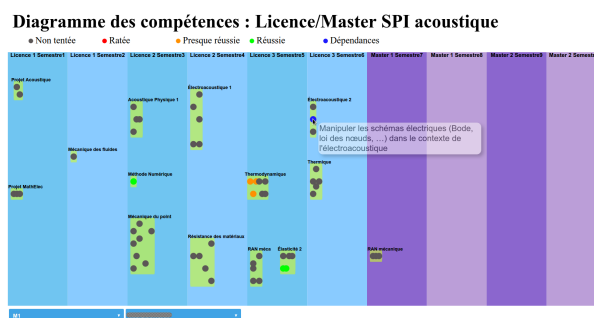 Diagramme des compétences : Licence/Master SPI acoustique
Non tentée Ratée Presque réussie Réussie Dépendances
Licence 1 Semestre1 Licence 1 Semestre2 Licence 2 Semestre3 Licence 2 Semestre4 Licence 3 Semestre5 Licence 3 Semestre6 Master 1 Semestre7 Master 1 Semestre8 Master 2 Semestre9 Master 2 Semest
Projet Acoustique
Électroacoustique 1
Acoustique Physique 1
Électroacoustique 2
Manipuler les schémas électriques (Bode,
loi des nœuds, ...) dans le contexte de
l'électroacoustique
Mécanique des fluides
Thermique
Méthode Numérique
Thermodynamique
Projet MathElec
Mécanique du point
Résistance des matériaux
RAN méca
Élasticité 2
RAN mécanique
M1